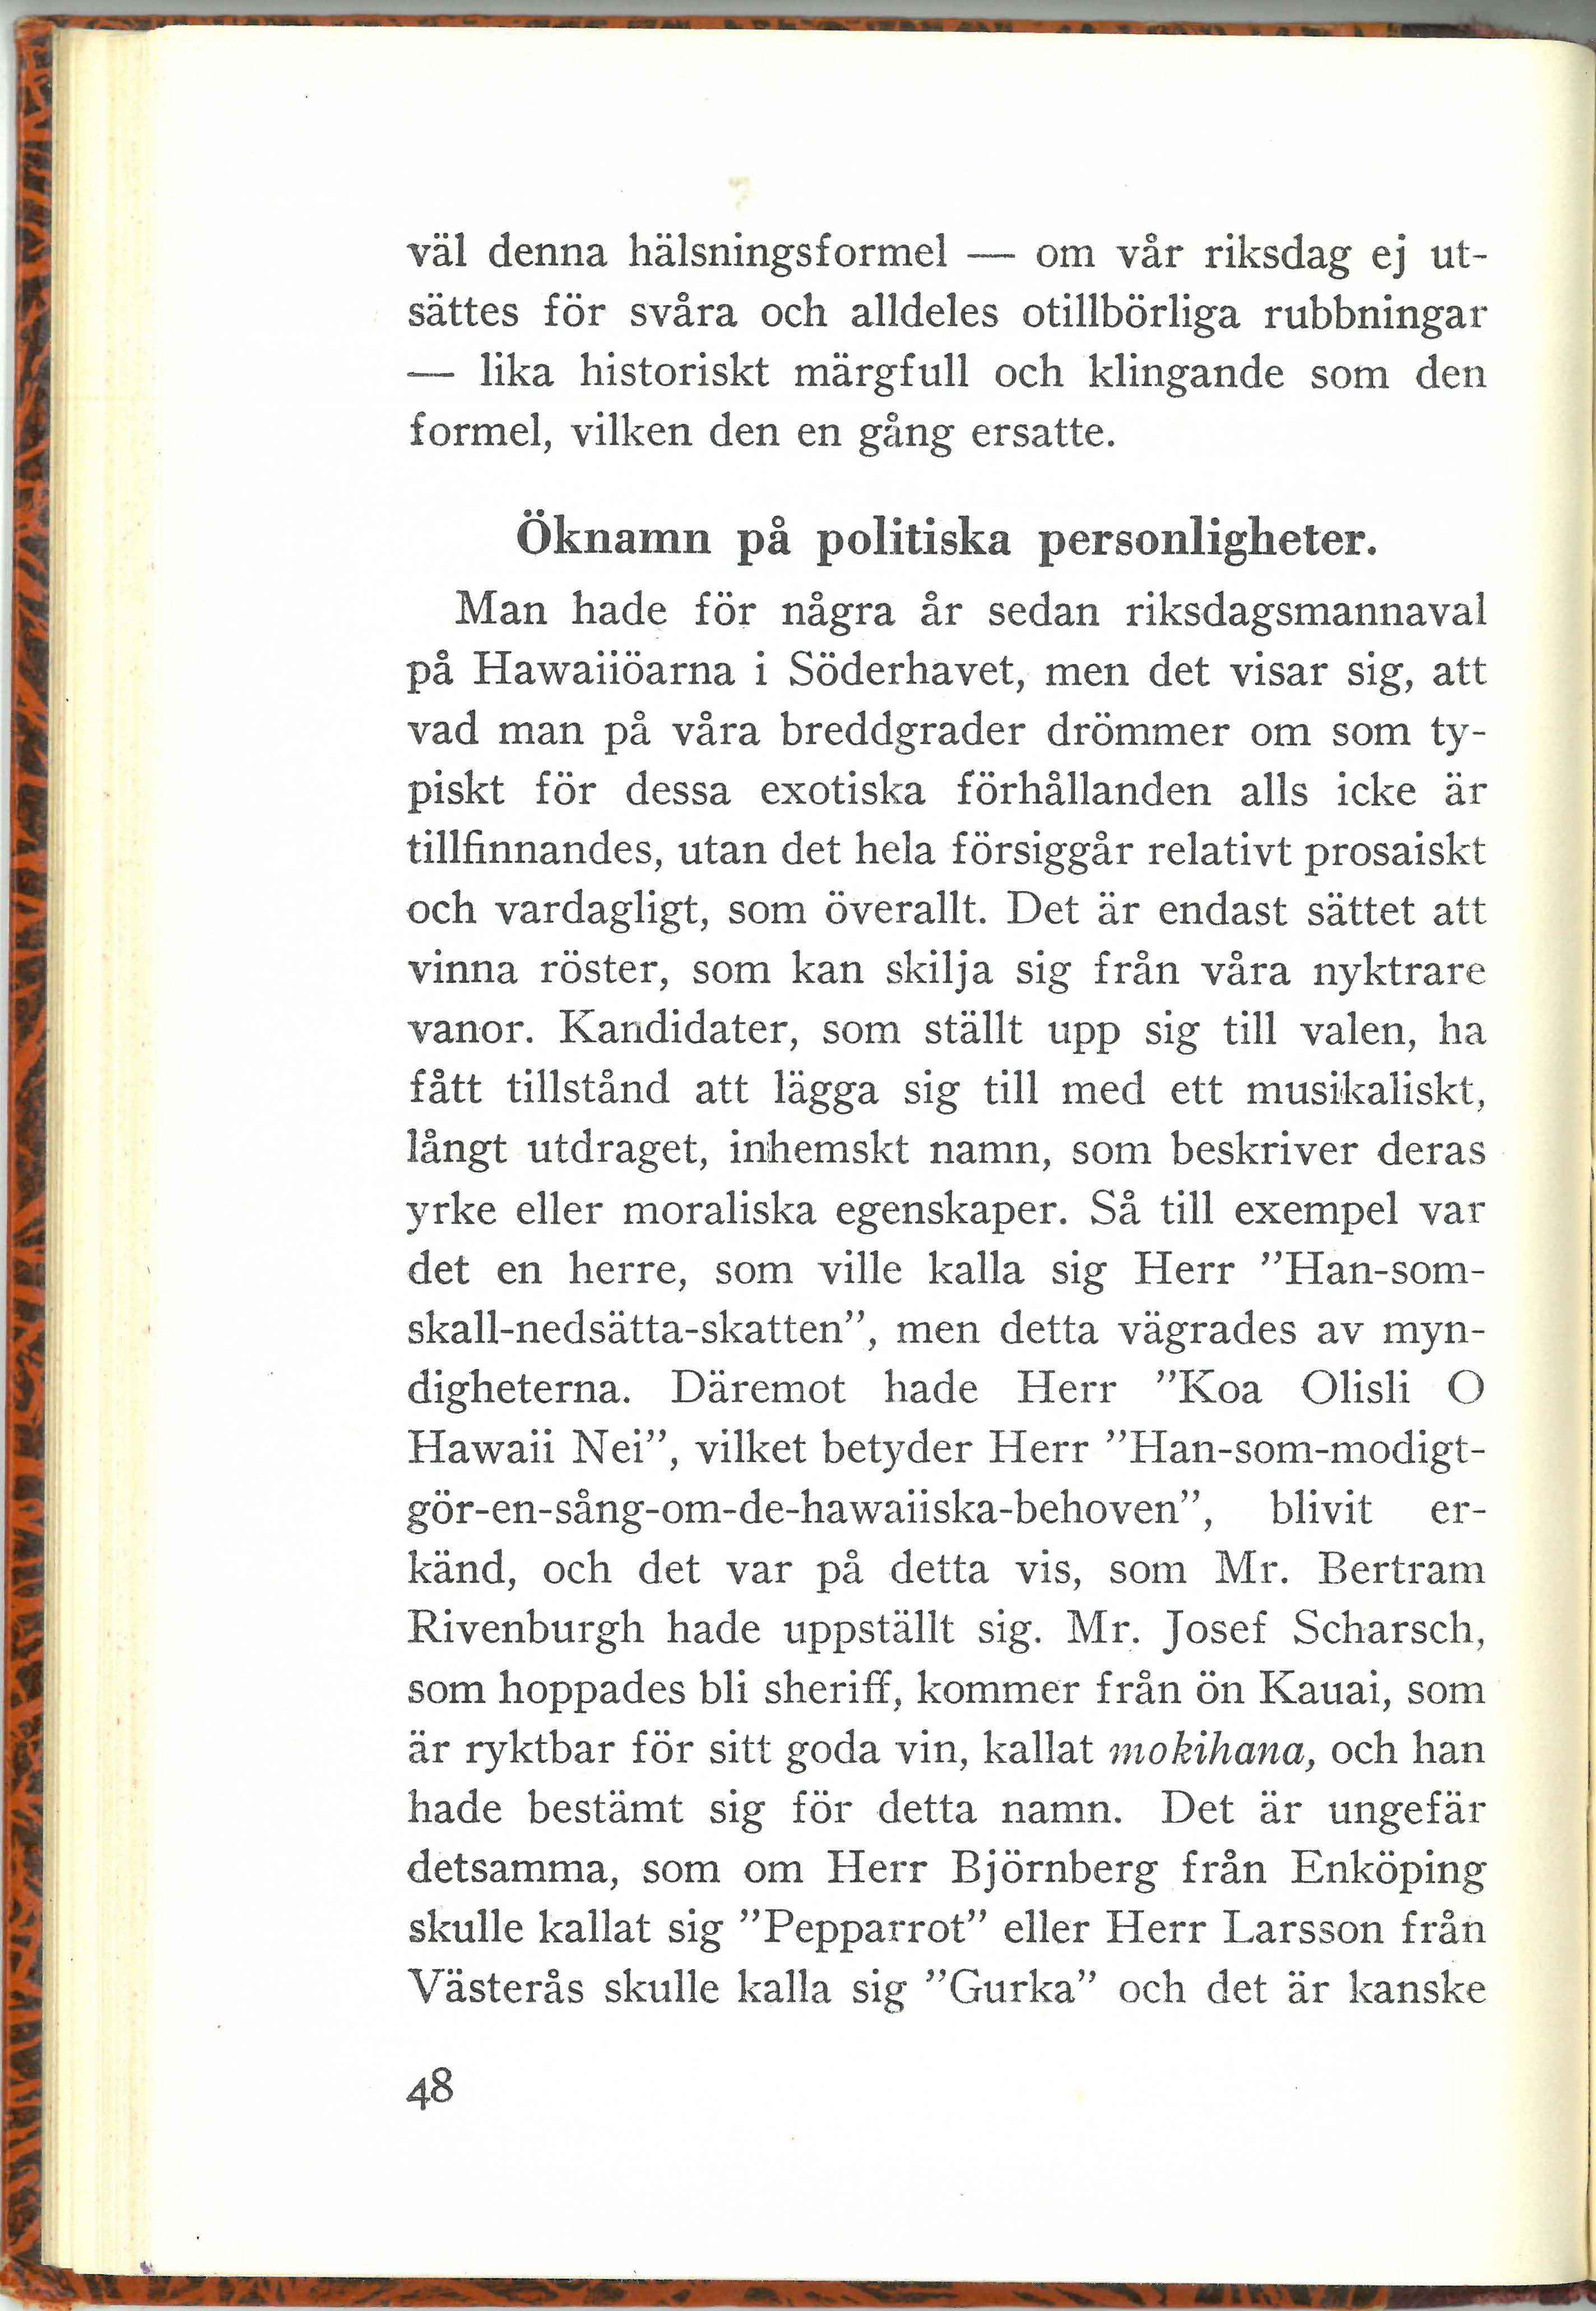 väl denna hälsningsformel — om vår riksdag ej ut-
sättes för svåra och alldeles otillbörliga rubbningar
— lika historiskt märgfull och klingande som den
formel, vilken den en gång ersatte.
Öknamn på politiska personligheter.
Man hade för några år sedan riksdagsmannaval
på Hawaiiöarna i Söderhavet, men det visar sig, att
vad man på våra breddgrader drömmer om som ty-
piskt för dessa exotiska förhållanden alls icke är
tillfinnandes, utan det hela försiggår relativt prosaiskt
och vardagligt, som överallt. Det är endast sättet att
vinna röster, som kan skilja sig från våra nyktrare
vanor. Kandidater, som ställt upp sig till valen, ha
fått tillstånd att lägga sig till med ett musikaliskt,
långt utdraget, inhemskt namn, som beskriver deras
yrke eller moraliska egenskaper. Så till exempel var
det en herre, som ville kalla sig Herr ”Han-som-
skall-nedsätta-skatten”, men detta vägrades av myn-
digheterna. Däremot hade Herr ”Koa Olisli O
Hawaii Nei”, vilket betyder Herr ”Han-som-modigt-
gör-en-sång-om-de-hawaiiska-behoven”, blivit er-
känd, och det var på detta vis, som Mr. Bertram
Rivenburgh hade uppställt sig. Mr. Josef Scharsch,
som hoppades bli sheriff, kommer från ön Kauai, som
är ryktbar för sitt goda vin, kallat mokihana, och han
hade bestämt sig för detta namn. Det är ungefär
detsamma, som om Herr Björnberg från Enköping
skulle kallat sig ”Pepparrot” eller Herr Larsson från
Västerås skulle kalla sig ”Gurka” och det är kanske
48